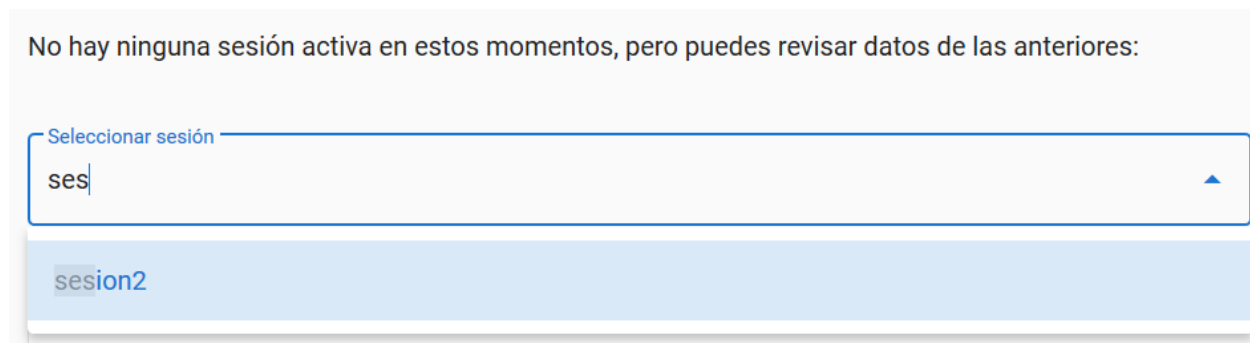 No hay ninguna sesión activa en estos momentos, pero puedes revisar datos de las anteriores:
Seleccionar sesión
ses
sesion2